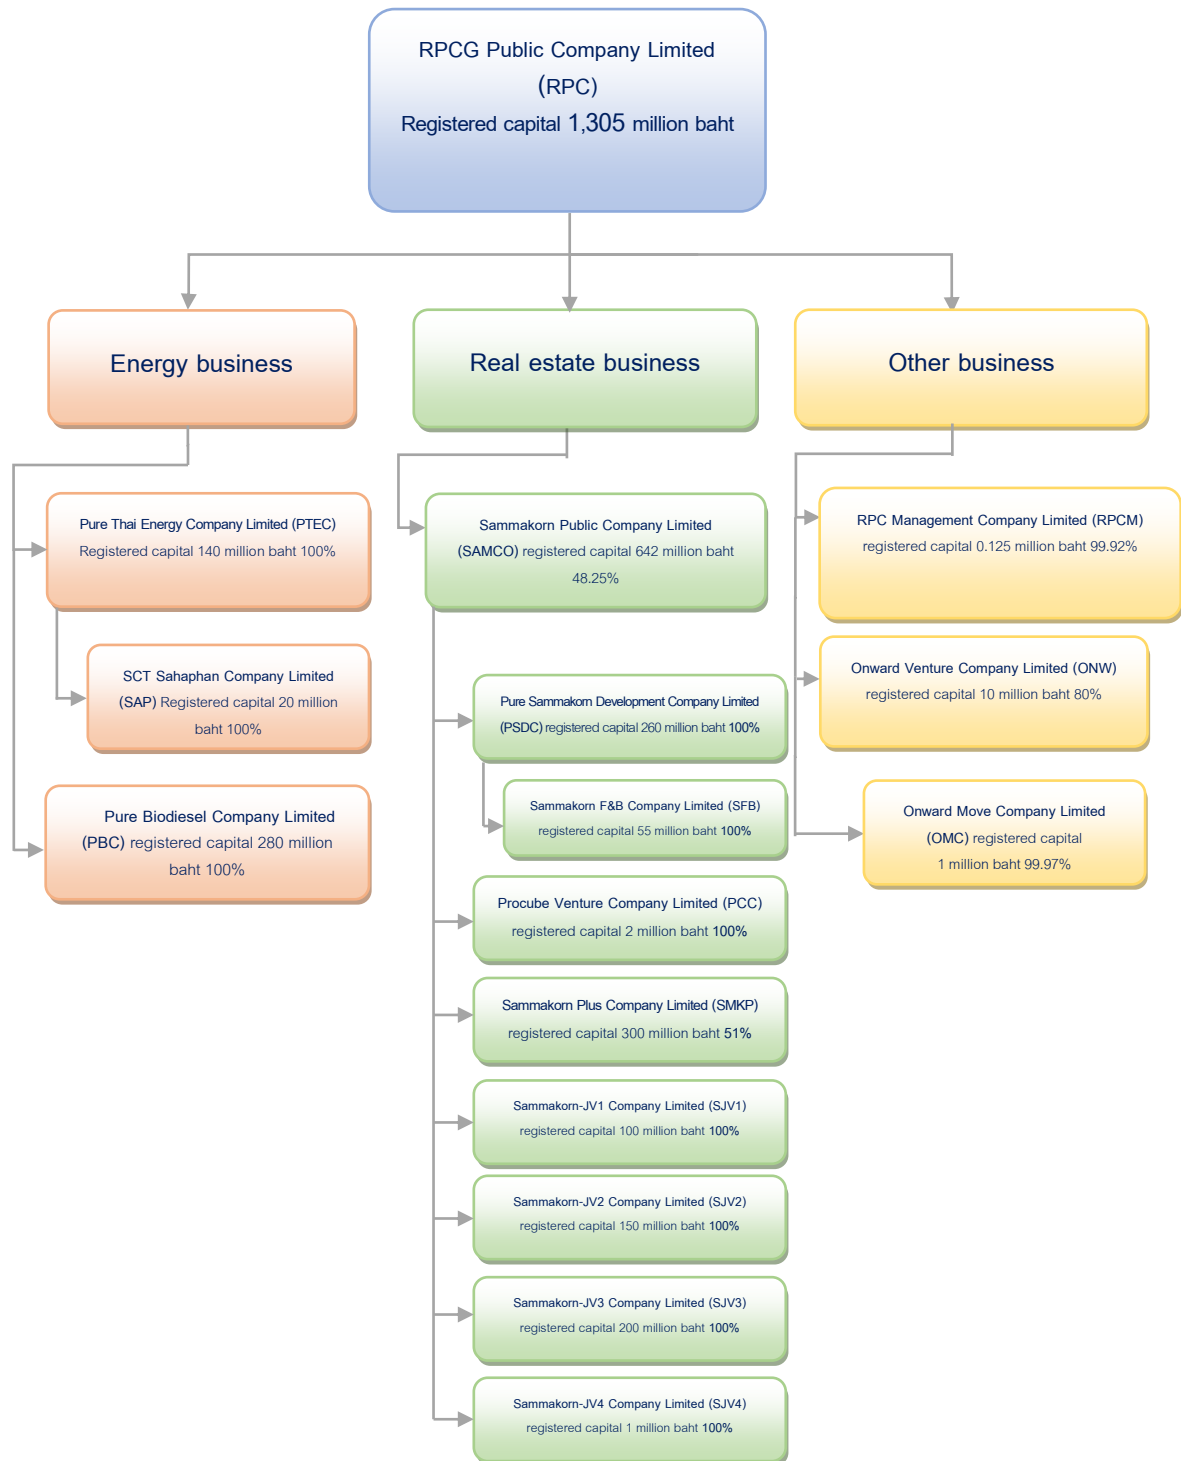 RPCG Public Company Limited
(RPC)
Registered capital 1,305 million baht
Energy business
Real estate business
Other business
Pure Thai Energy Company Limited (PTEC)
Registered capital 140 million baht 100%
SCT Sahaphan Company Limited
(SAP) Registered capital 20 million
baht 100%
Pure Biodiesel Company Limited
(PBC) registered capital 280 million
baht 100%
Sammakorn Public Company Limited
(SAMCO) registered capital 642 million baht
48.25%
Pure Sammakorn Development Company Limited
(PSDC) registered capital 260 million baht 100%
Sammakorn F&B Company Limited (SFB)
registered capital 55 million baht 100%
Procube Venture Company Limited (PCC)
registered capital 2 million baht 100%
Sammakorn Plus Company Limited (SMKP)
registered capital 300 million baht 51%
Sammakorn-JV1 Company Limited (SJV1)
registered capital 100 million baht 100%
Sammakorn-JV2 Company Limited (SJV2)
registered capital 150 million baht 100%
Sammakorn-JV3 Company Limited (SJV3)
registered capital 200 million baht 100%
Sammakorn-JV4 Company Limited (SJV4)
registered capital 1 million baht 100%
RPC Management Company Limited (RPCM)
registered capital 0.125 million baht 99.92%
Onward Venture Company Limited (ONW)
registered capital 10 million baht 80%
Onward Move Company Limited
(OMC) registered capital
1 million baht 99.97%